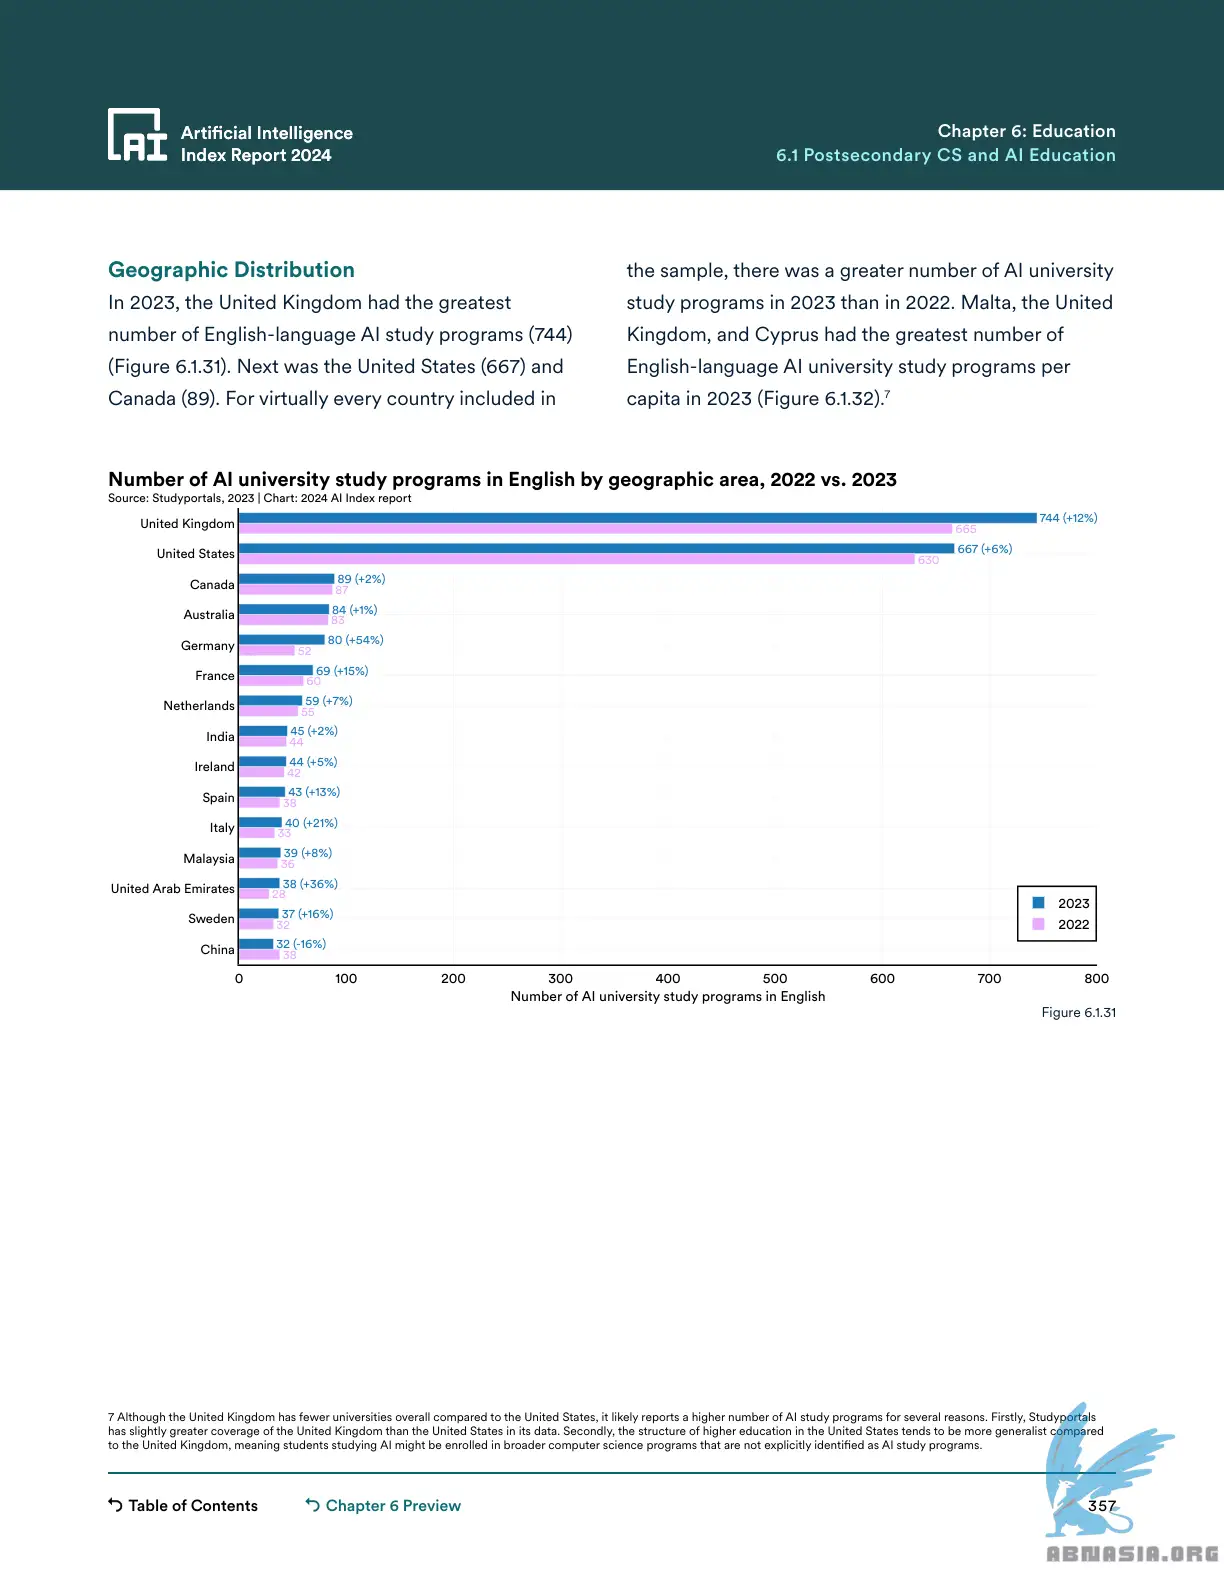 Artificial Intelligence
Index Report 2024
Chapter 6: Education
6.1 Postsecondary CS and AI Education
Geographic Distribution
In 2023, the United Kingdom had the greatest
number of English-language AI study programs (744)
(Figure 6.1.31). Next was the United States (667) and
Canada (89). For virtually every country included in
the sample, there was a greater number of AI university
study programs in 2023 than in 2022. Malta, the United
Kingdom, and Cyprus had the greatest number of
English-language AI university study programs per
capita in 2023 (Figure 6.1.32).7
Number of AI university study programs in English by geographic area, 2022 vs. 2023
Source: Studyportals, 2023 | Chart: 2024 AI Index report
United Kingdom 744 (+12%)
665
United States 667 (+6%)
630
Canada 89 (+2%)
87
Australia 84 (+1%)
83
Germany 80 (+54%)
52
France 69 (+15%)
60
Netherlands 59 (+7%)
55
India 45 (+2%)
44
Ireland 44 (+5%)
42
Spain 43 (+13%)
38
Italy 40 (+21%)
33
Malaysia 39 (+8%)
36
United Arab Emirates 38 (+36%)
28
Sweden 37 (+16%)
32
China 32 (-16%)
38
2023
2022
0 100 200 300 400 500 600 700 800
Number of AI university study programs in English
Figure 6.1.31
7 Although the United Kingdom has fewer universities overall compared to the United States, it likely reports a higher number of AI study programs for several reasons. Firstly, Studyportals
has slightly greater coverage of the United Kingdom than the United States in its data. Secondly, the structure of higher education in the United States tends to be more generalist compared
to the United Kingdom, meaning students studying AI might be enrolled in broader computer science programs that are not explicitly identified as AI study programs.
Table of Contents
Chapter 6 Preview
357
ABMASIA.ORG